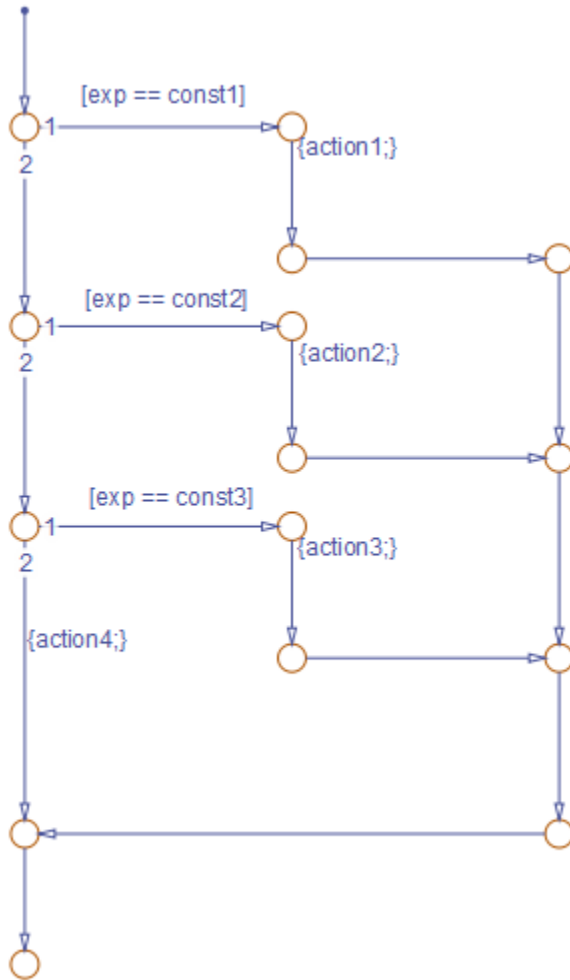 [exp == const1]
1
{action1;}
2
[exp == const2]
1
{action2;}
2
[exp == const3]
1
{action3;}
2
{action4;}